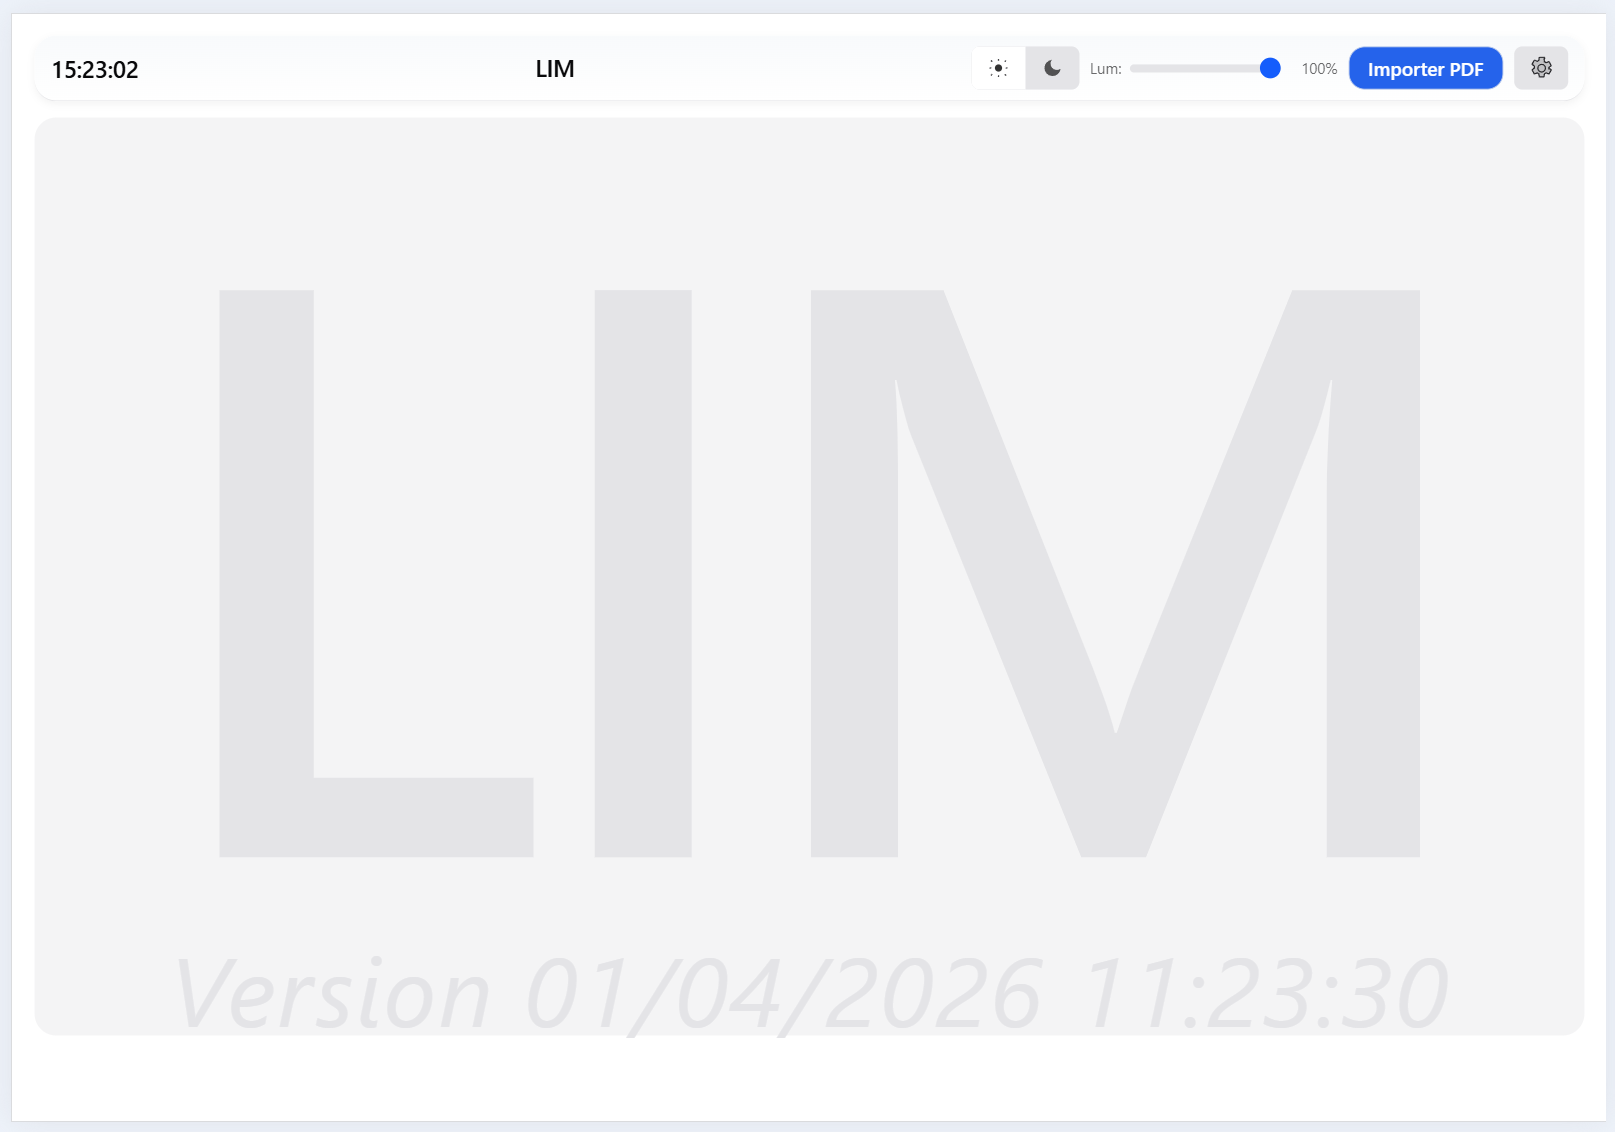 15:23:02 LIM Lum: 100% Importer PDF
LIM
Version 01/04/2026 11:23:30